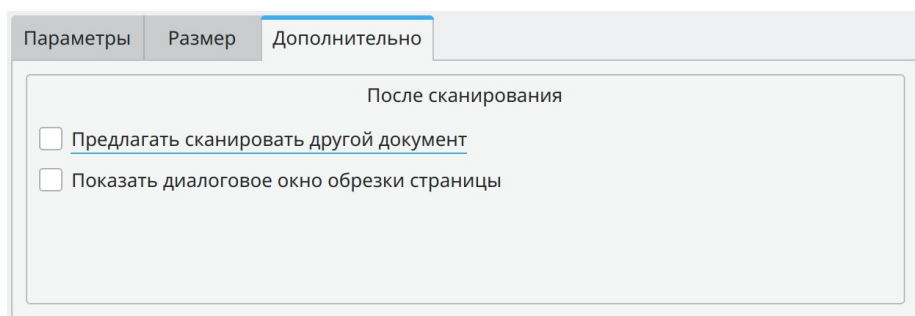 Параметры Размер Дополнительно
После сканирования
Предлагать сканировать другой документ
Показать диалоговое окно обрезки страницы